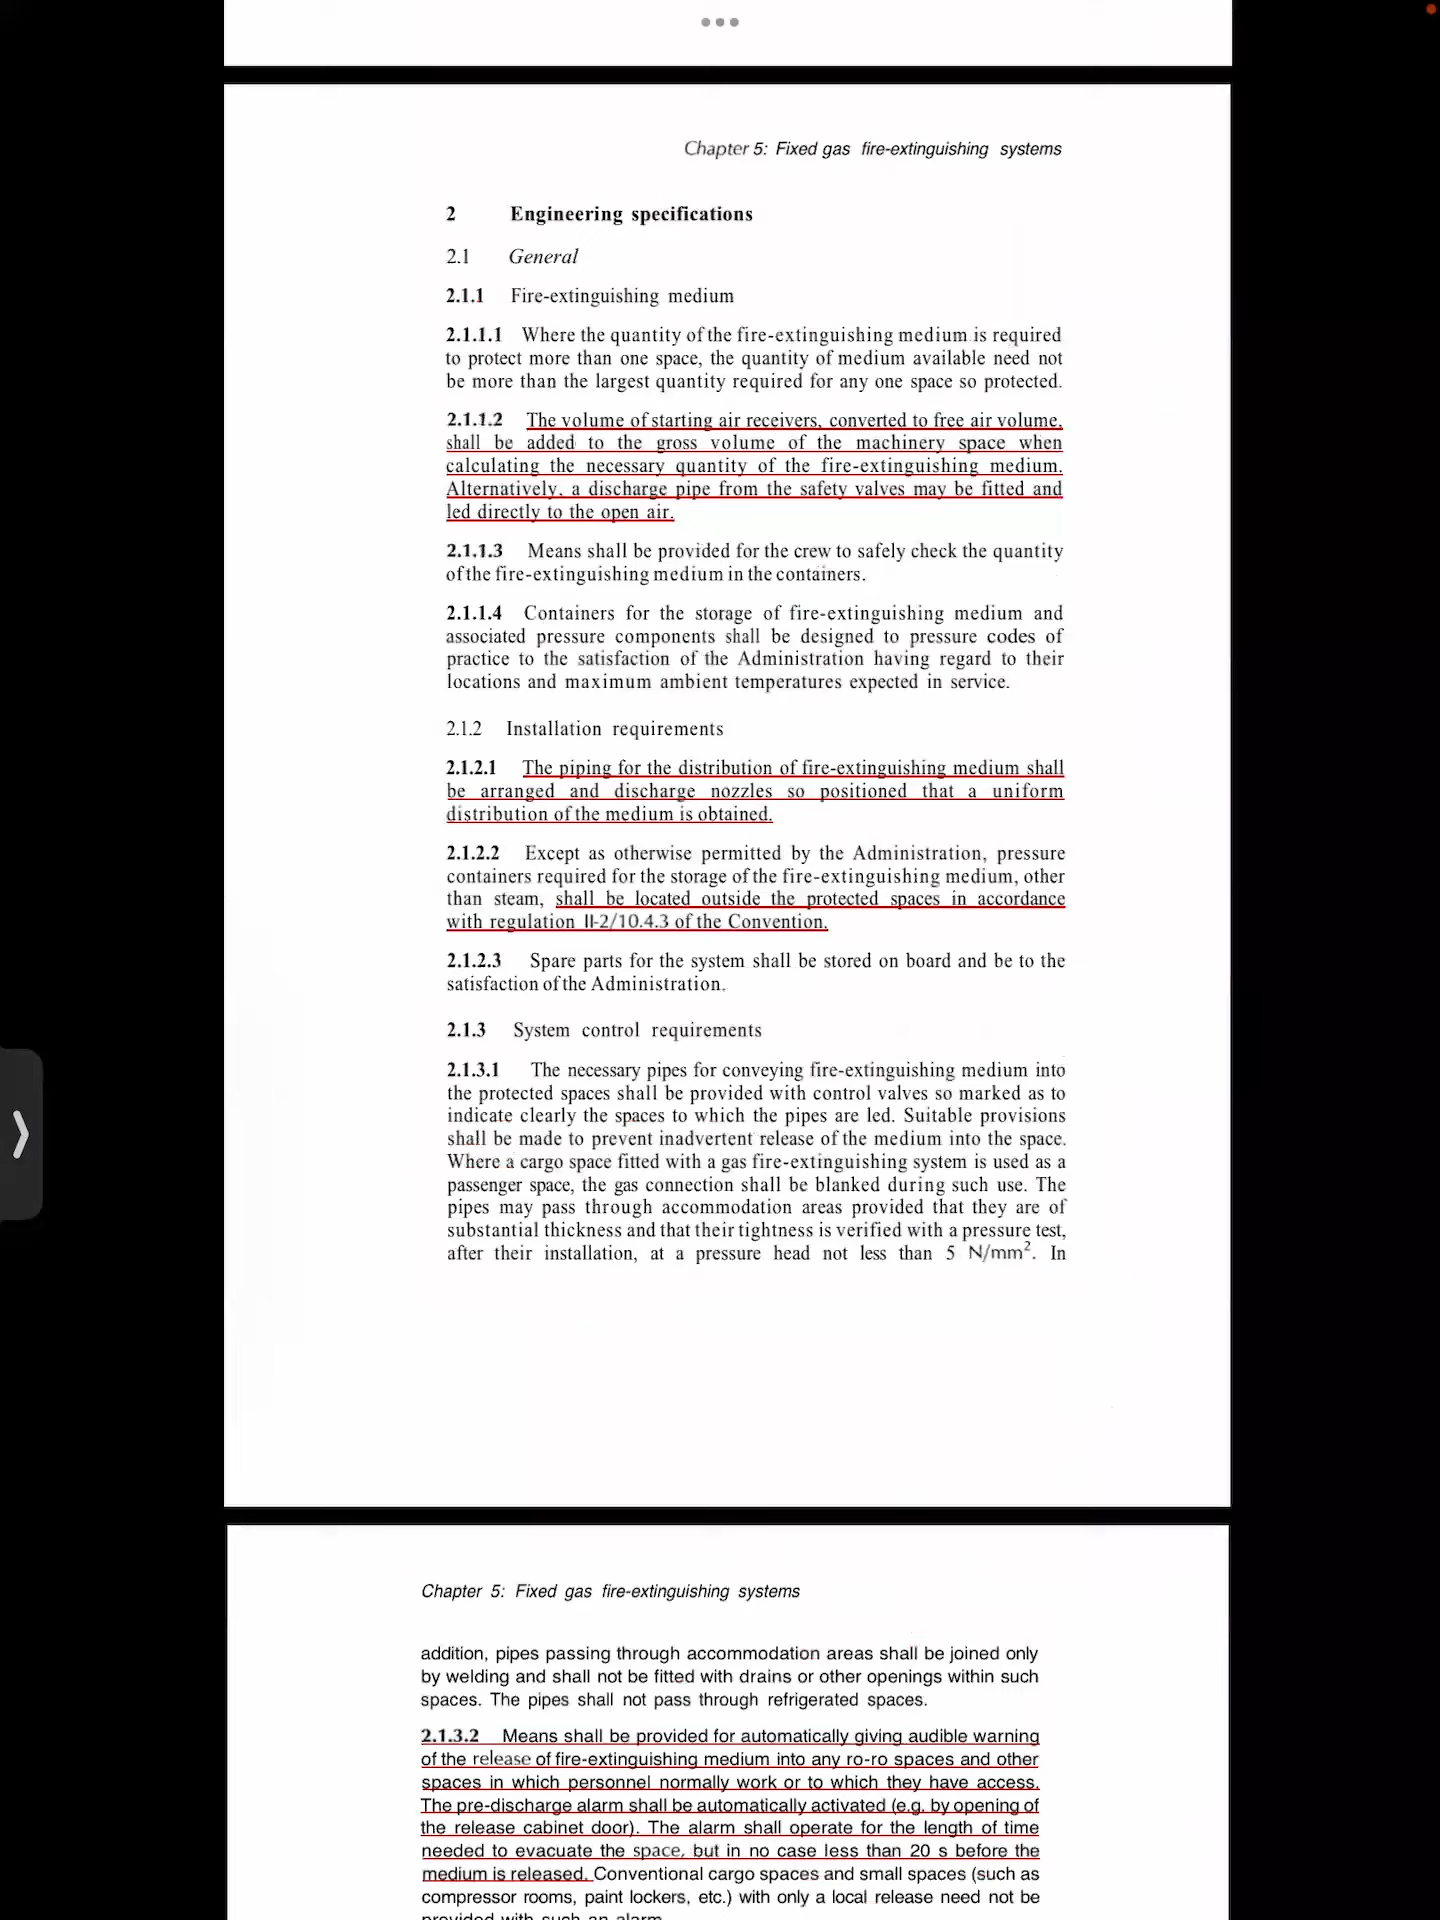 Chapter 5: Fixed gas fire-extinguishing systems
2 Engineering specifications
2.1 General
2.1.1 Fire-extinguishing medium
2.1.1.1 Where the quantity of the fire-extinguishing medium is required
to protect more than one space, the quantity of medium available need not
be more than the largest quantity required for any one space so protected.
2.1.1.2 The volume of starting air receivers, converted to free air volume,
shall be added to the gross volume of the machinery space when
calculating the necessary quantity of the fire-extinguishing medium.
Alternatively, a discharge pipe from the safety valves may be fitted and
led directly to the open air.
2.1.1.3 Means shall be provided for the crew to safely check the quantity
of the fire-extinguishing medium in the containers.
2.1.1.4 Containers for the storage of fire-extinguishing medium and
associated pressure components shall be designed to pressure codes of
practice to the satisfaction of the Administration having regard to their
locations and maximum ambient temperatures expected in service.
2.1.2 Installation requirements
2.1.2.1 The piping for the distribution of fire-extinguishing medium shall
be arranged and discharge nozzles so positioned that a uniform
distribution of the medium is obtained.
2.1.2.2 Except as otherwise permitted by the Administration, pressure
containers required for the storage of the fire-extinguishing medium, other
than steam, shall be located outside the protected spaces in accordance
with regulation II-2/10.4.3 of the Convention.
2.1.2.3 Spare parts for the system shall be stored on board and be to the
satisfaction of the Administration.
2.1.3 System control requirements
2.1.3.1 The necessary pipes for conveying fire-extinguishing medium into
the protected spaces shall be provided with control valves so marked as to
indicate clearly the spaces to which the pipes are led. Suitable provisions
shall be made to prevent inadvertent release of the medium into the space.
Where a cargo space fitted with a gas fire-extinguishing system is used as a
passenger space, the gas connection shall be blanked during such use. The
pipes may pass through accommodation areas provided that they are of
substantial thickness and that their tightness is verified with a pressure test,
after their installation, at a pressure head not less than 5 N/mm². In
Chapter 5: Fixed gas fire-extinguishing systems
addition, pipes passing through accommodation areas shall be joined only
by welding and shall not be fitted with drains or other openings within such
spaces. The pipes shall not pass through refrigerated spaces.
2.1.3.2 Means shall be provided for automatically giving audible warning
of the release of fire-extinguishing medium into any ro-ro spaces and other
spaces in which personnel normally work or to which they have access.
The pre-discharge alarm shall be automatically activated (e.g. by opening of
the release cabinet door). The alarm shall operate for the length of time
needed to evacuate the space, but in no case less than 20 s before the
medium is released. Conventional cargo spaces and small spaces (such as
compressor rooms, paint lockers, etc.) with only a local release need not be
provided with such an alarm.